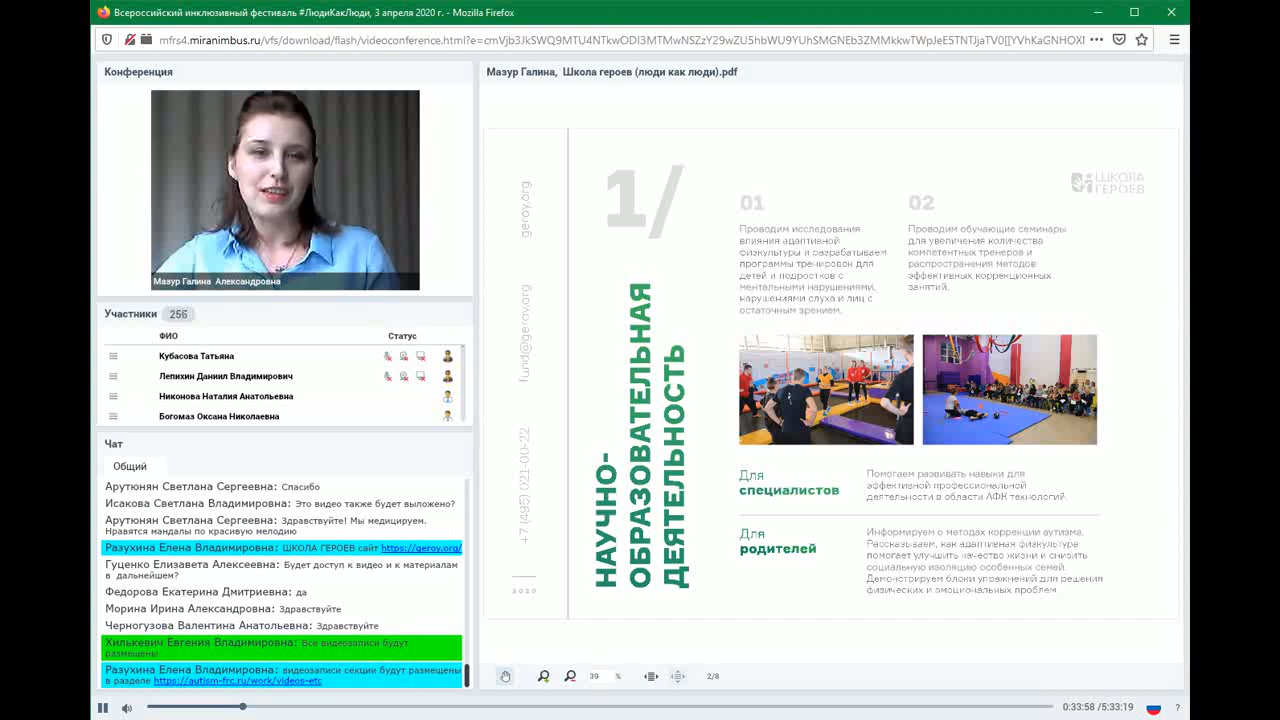 Всероссийский инклюзивный фестиваль #ЛюдиКакЛюди, 3 апреля 2020 г. - Mozilla Firefox
Конференция
Мазур Галина Александровна
Участники 256
ФИО Статус
Кубасова Татьяна
Лепихин Даниил Владимирович
Никонова Наталия Анатольевна
Богомаз Оксана Николаевна
Чат
Общий
Арутюнян Светлана Сергеевна: Спасибо
Исакова Светлана Владимировна: Это видео также будет выложено?
Арутюнян Светлана Сергеевна: Здравствуйте! Мы медицируем.
Нравятся мандалы по красивую мелодию
Разухина Елена Владимировна: ШКОЛА ГЕРОЕВ сайт https://geroy.org/
Гуценко Елизавета Алексеевна: Будет доступ к видео и к материалам
в дальнейшем?
Федорова Екатерина Дмитриевна: да
Морина Ирина Александровна: Здравствуйте
Черногузова Валентина Анатольевна: Здравствуйте
Хилькевич Евгения Владимировна: Все видеозаписи будут
размещены
Разухина Елена Владимировна: видеозаписи секции будут размещены
в разделе https://autism-frc.ru/work/videos-etc
Мазур Галина, Школа героев (люди как люди).pdf
geroy.org
fund@geroy.org
+7 (495) 021-00-22
2020
1/
НАУЧНО-
ОБРАЗОВАТЕЛЬНАЯ
ДЕЯТЕЛЬНОСТЬ
ШКОЛА
ГЕРОЕВ
01
Проводим исследования
влияния адаптивной
физкультуры и разрабатываем
программы тренировок для
детей и подростков с
ментальными нарушениями,
нарушениями слуха и лиц с
остаточным зрением.
02
Проводим обучающие семинары
для увеличения количества
компетентных тренеров и
распространения методов
эффективных коррекционных
занятий.
Для
специалистов
Помогаем развивать навыки для
эффективной профессиональной
деятельности в области АФК технологий.
Для
родителей
Информируем о методах коррекции аутизма.
Рассказываем, как адаптивная физкультура
помогает улучшить качество жизни и снизить
социальную изоляцию особенных семей.
Демонстрируем блоки упражнений для решения
физических и эмоциональных проблем
39 %
2/8
0:33:58 /5:33:19
?